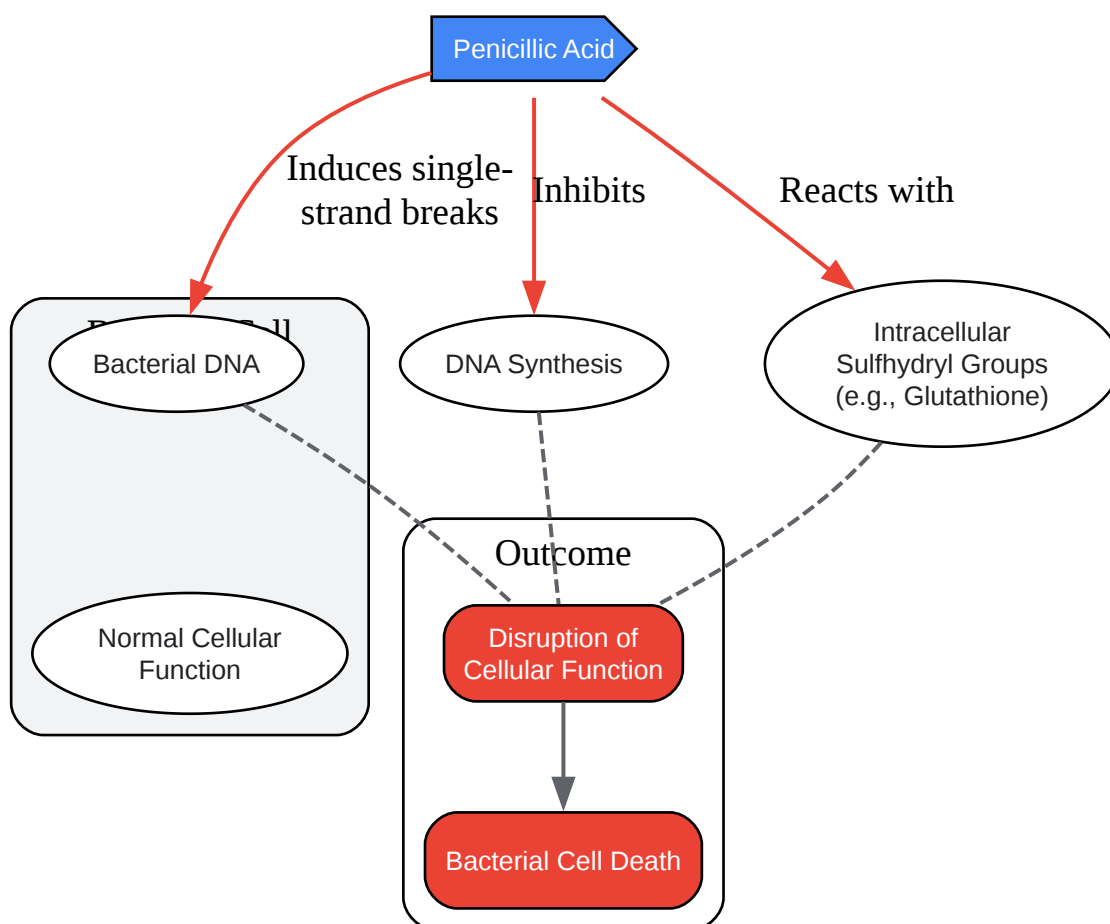 Penicillic Acid
Induces single-
strand breaks
Inhibits
Reacts with
Cell
Bacterial DNA
DNA Synthesis
Intracellular
Sulfhydryl Groups
(e.g., Glutathione)
Outcome
Normal Cellular
Function
Disruption of
Cellular Function
Bacterial Cell Death